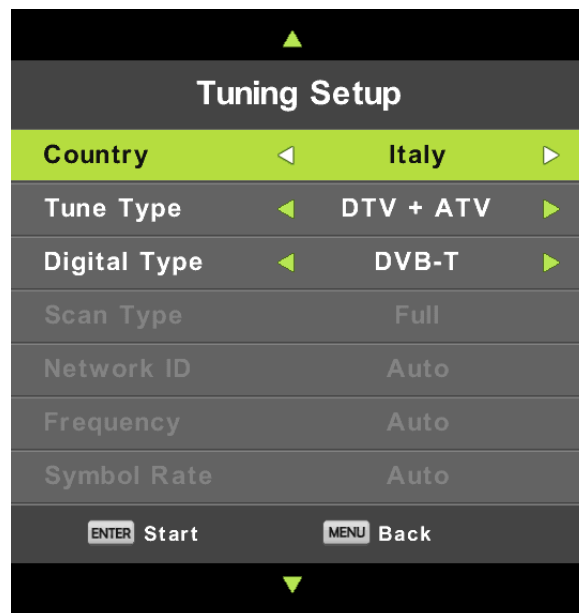 Tuning Setup
Country Italy
Tune Type DTV + ATV
Digital Type DVB-T
Scan Type Full
Network ID Auto
Frequency Auto
Symbol Rate Auto
ENTER Start MENU Back